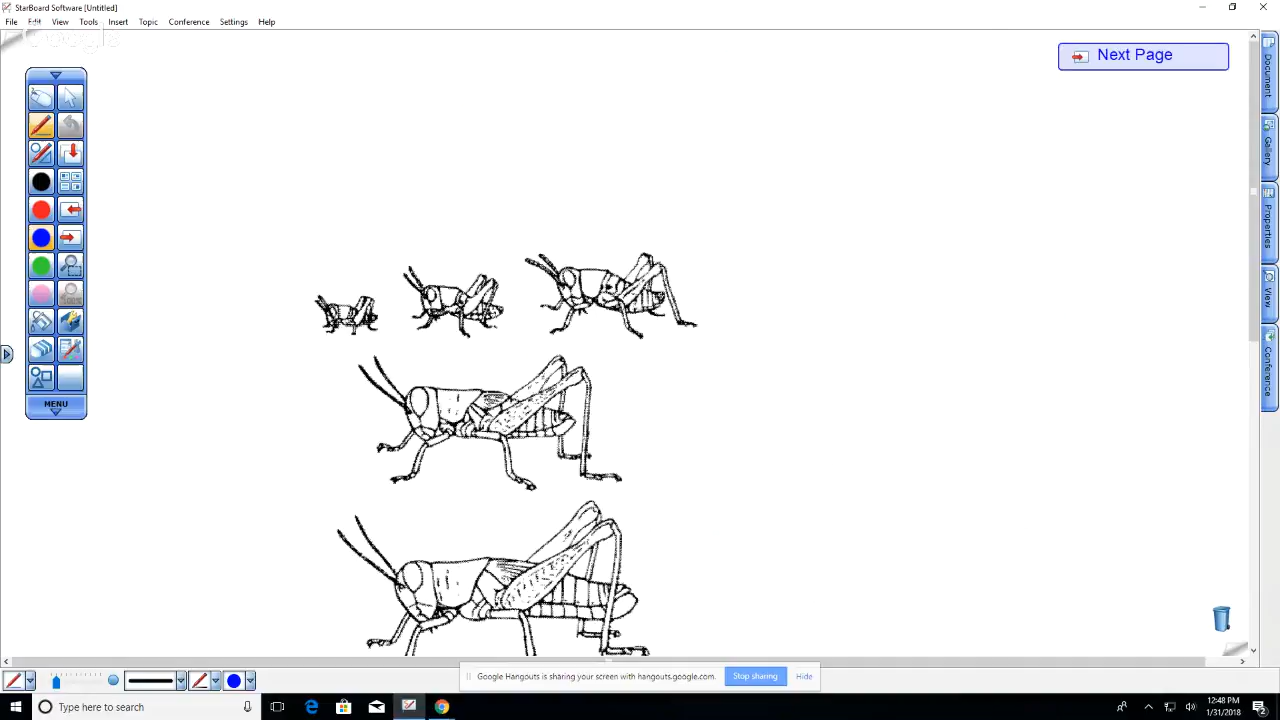 StarBoard Software [Untitled]
File Edit View Tools Insert Topic Conference Settings Help
Google
Next Page
Document
Gallery
Properties
View
Conference
MENU
Google Hangouts is sharing your screen with hangouts.google.com.
Stop sharing
Hide
Type here to search
12:48 PM
1/31/2018
2